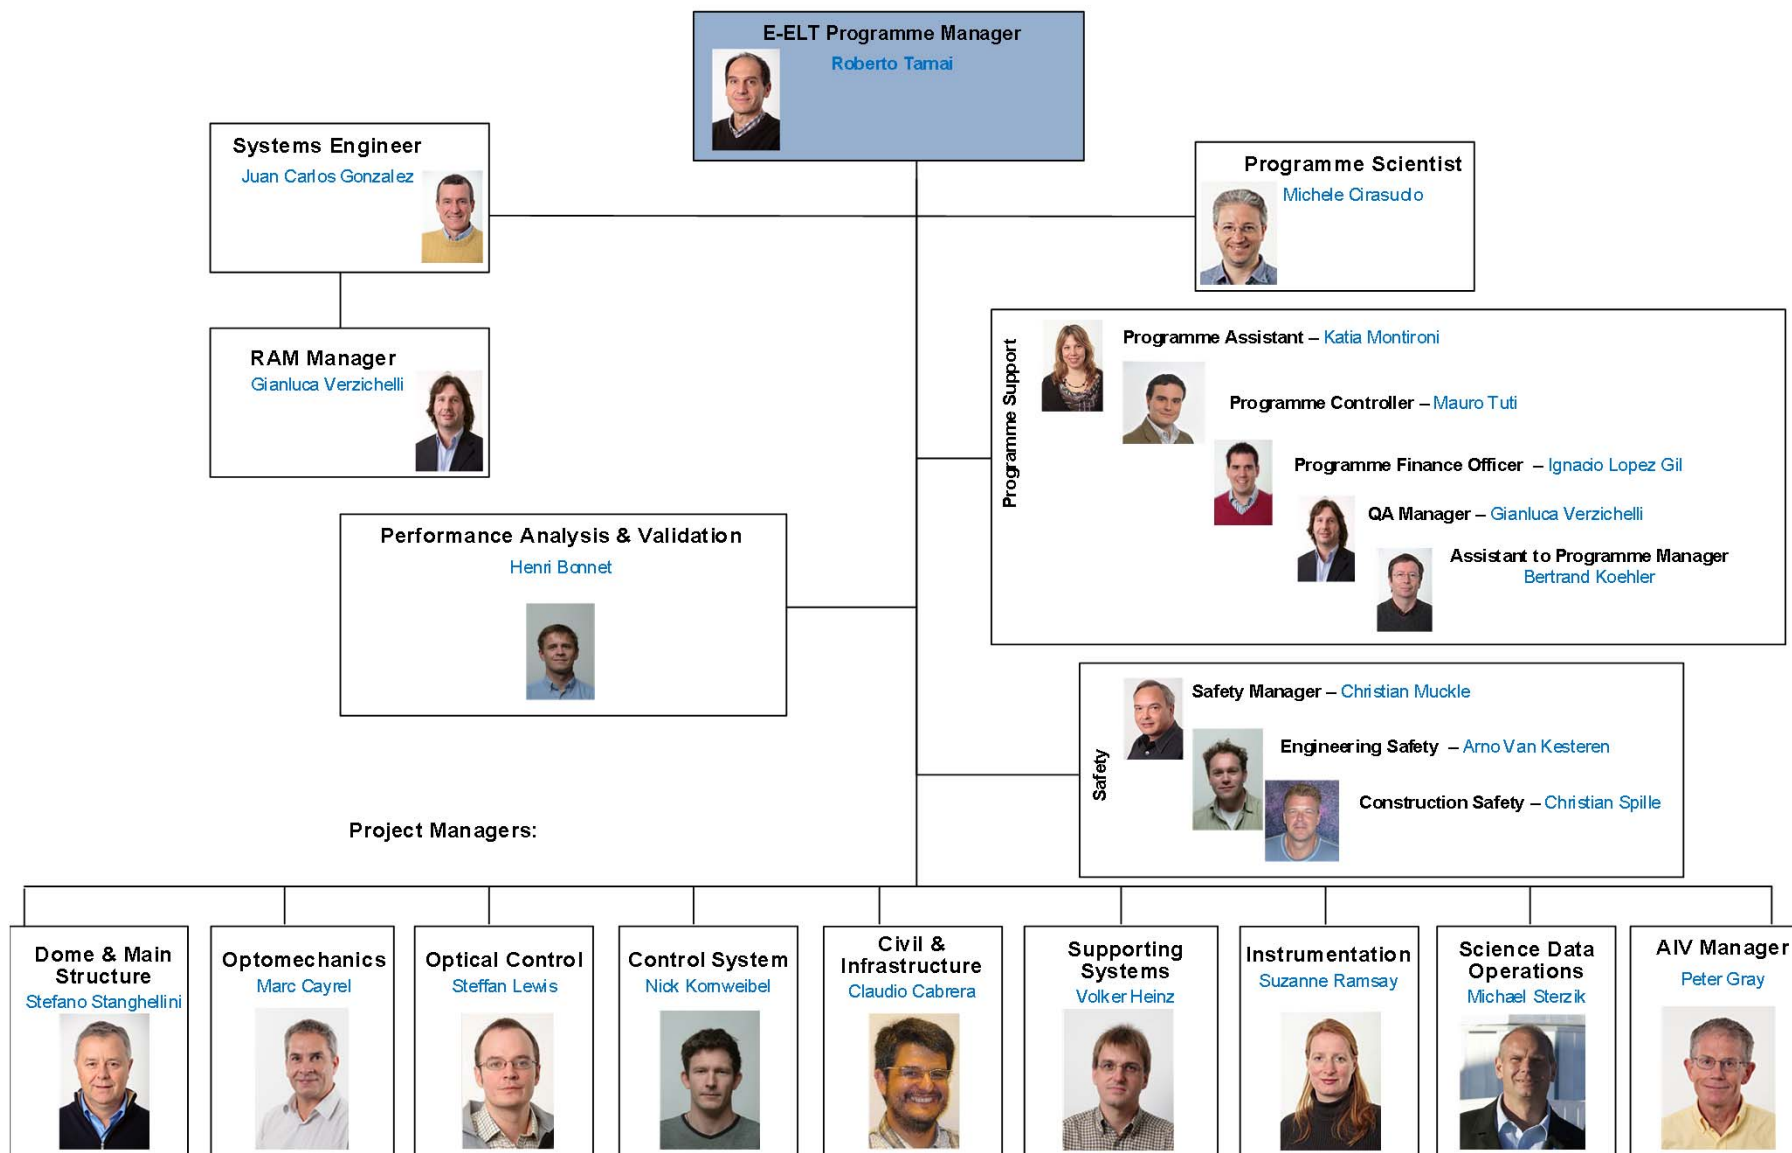 E-ELT Programme Manager
Roberto Tamai
Systems Engineer
Juan Carlos Gonzalez
Programme Scientist
Michele Cirasuolo
RAM Manager
Gianluca Verzichelli
Programme Support
Programme Assistant – Katia Montironi
Programme Controller – Mauro Tuti
Programme Finance Officer – Ignacio Lopez Gil
QA Manager – Gianluca Verzichelli
Assistant to Programme Manager
Bertrand Koehler
Performance Analysis & Validation
Henri Bonnet
Safety
Safety Manager – Christian Muckle
Engineering Safety – Arno Van Kesteren
Construction Safety – Christian Spille
Project Managers:
Dome & Main
Structure
Stefano Stanghellini
Optomechanics
Marc Cayrel
Optical Control
Steffan Lewis
Control System
Nick Kornweibel
Civil &
Infrastructure
Claudio Cabrera
Supporting
Systems
Volker Heinz
Instrumentation
Suzanne Ramsay
Science Data
Operations
Michael Sterzik
AIV Manager
Peter Gray